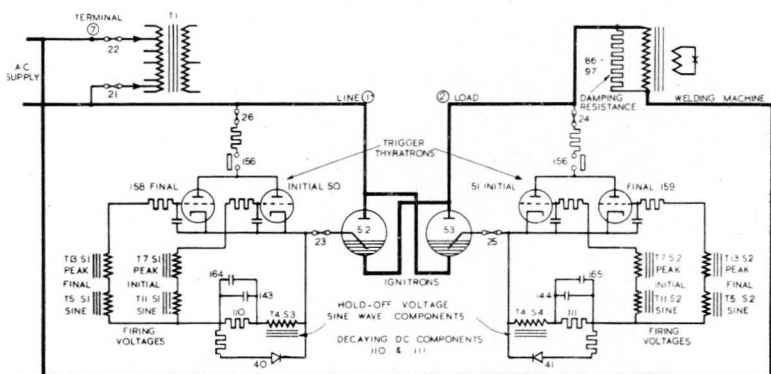 TERMINAL
7
T 1
22
AC
SUPPLY
21
LINE 1
2 LOAD
86 -
97
DAMPING
RESISTANCE
WELDING MACHINE
26
24
156
156
TRIGGER
THYRATRONS
158 FINAL
INITIAL 50
51 INITIAL
FINAL 159
52
53
23
25
IGNITRONS
T13 S1
PEAK
FINAL
T5 S1
SINE
T7 S1
PEAK
INITIAL
T11 S1
SINE
FIRING
VOLTAGES
164
143
110
T4 S3
40
HOLD-OFF VOLTAGE
SINE WAVE COMPONENTS
DECAYING DC COMPONENTS
110 & 111
165
144
T4 S4
111
41
T7 S2
PEAK
INITIAL
T11 S2
SINE
T13 S2
PEAK
FINAL
T5 S2
SINE
FIRING
VOLTAGES